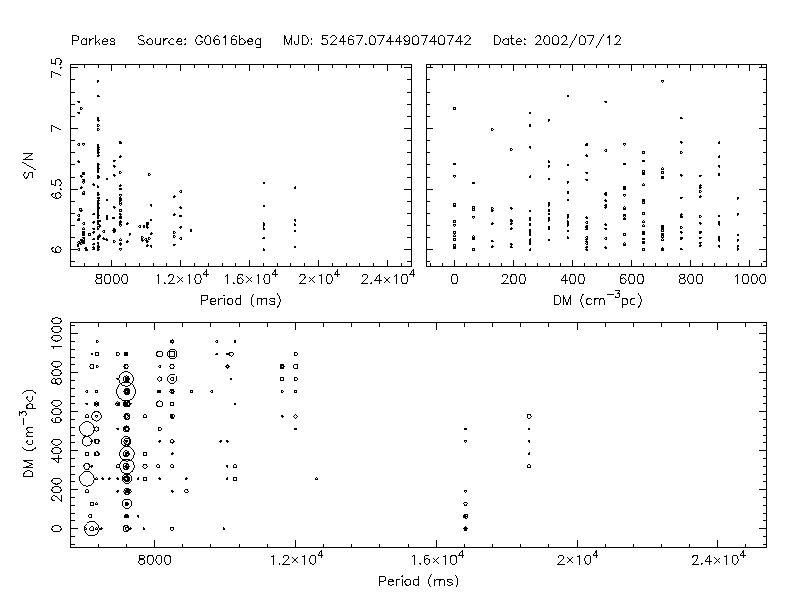 Parkes Source: G0616beg MJD: 52467.074490740742 Date: 2002/07/12
7.5
7
6.5
6
S/N
8000 1.2×10⁴ 1.6×10⁴ 2×10⁴ 2.4×10⁴
Period (ms)
0 200 400 600 800 1000
DM (cm⁻³pc)
1000
800
600
400
200
0
DM (cm⁻³pc)
8000 1.2×10⁴ 1.6×10⁴ 2×10⁴ 2.4×10⁴
Period (ms)